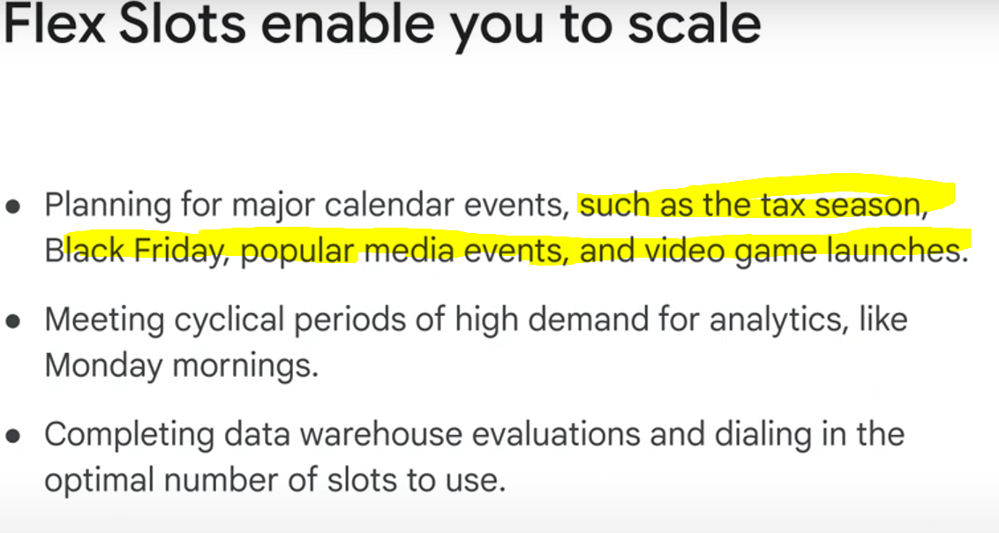 Flex Slots enable you to scale
• Planning for major calendar events, such as the tax season,
Black Friday, popular media events, and video game launches.
• Meeting cyclical periods of high demand for analytics, like
Monday mornings.
• Completing data warehouse evaluations and dialing in the
optimal number of slots to use.